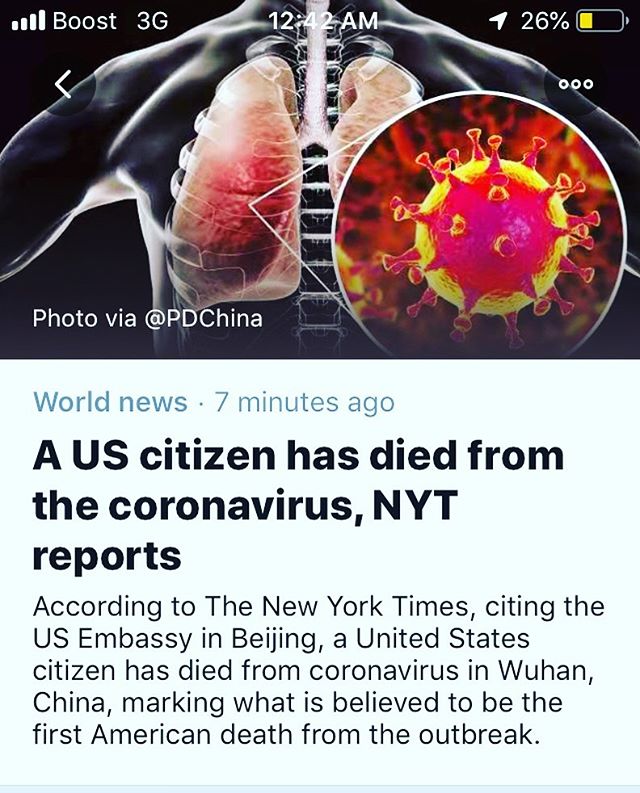 Boost 3G 12:42 AM 26%
Photo via @PDChina
World news · 7 minutes ago
A US citizen has died from
the coronavirus, NYT
reports
According to The New York Times, citing the
US Embassy in Beijing, a United States
citizen has died from coronavirus in Wuhan,
China, marking what is believed to be the
first American death from the outbreak.